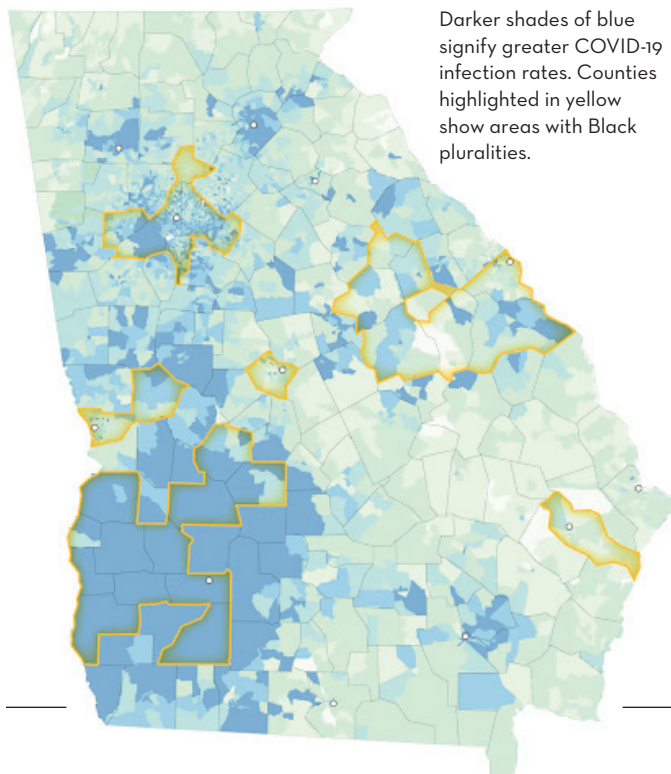 Darker shades of blue
signify greater COVID-19
infection rates. Counties
highlighted in yellow
show areas with Black
pluralities.